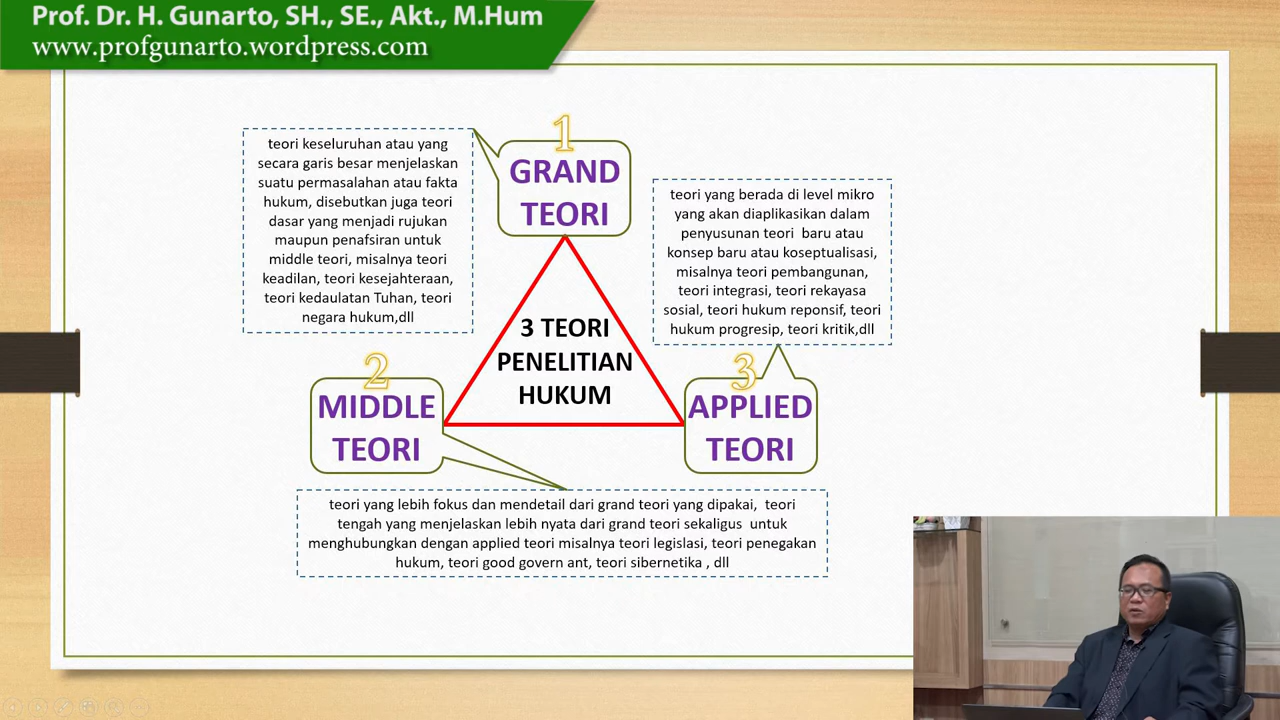 Prof. Dr. H. Gunarto, SH., SE., Akt., M.Hum
www.profgunarto.wordpress.com
1
GRAND
TEORI
teori keseluruhan atau yang
secara garis besar menjelaskan
suatu permasalahan atau fakta
hukum, disebutkan juga teori
dasar yang menjadi rujukan
maupun penafsiran untuk
middle teori, misalnya teori
keadilan, teori kesejahteraan,
teori kedaulatan Tuhan, teori
negara hukum,dll
teori yang berada di level mikro
yang akan diaplikasikan dalam
penyusunan teori baru atau
konsep baru atau koseptualisasi,
misalnya teori pembangunan,
teori integrasi, teori rekayasa
sosial, teori hukum reponsif, teori
hukum progresip, teori kritik,dll
3 TEORI
PENELITIAN
HUKUM
2
MIDDLE
TEORI
3
APPLIED
TEORI
teori yang lebih fokus dan mendetail dari grand teori yang dipakai, teori
tengah yang menjelaskan lebih nyata dari grand teori sekaligus untuk
menghubungkan dengan applied teori misalnya teori legislasi, teori penegakan
hukum, teori good govern ant, teori sibernetika , dll